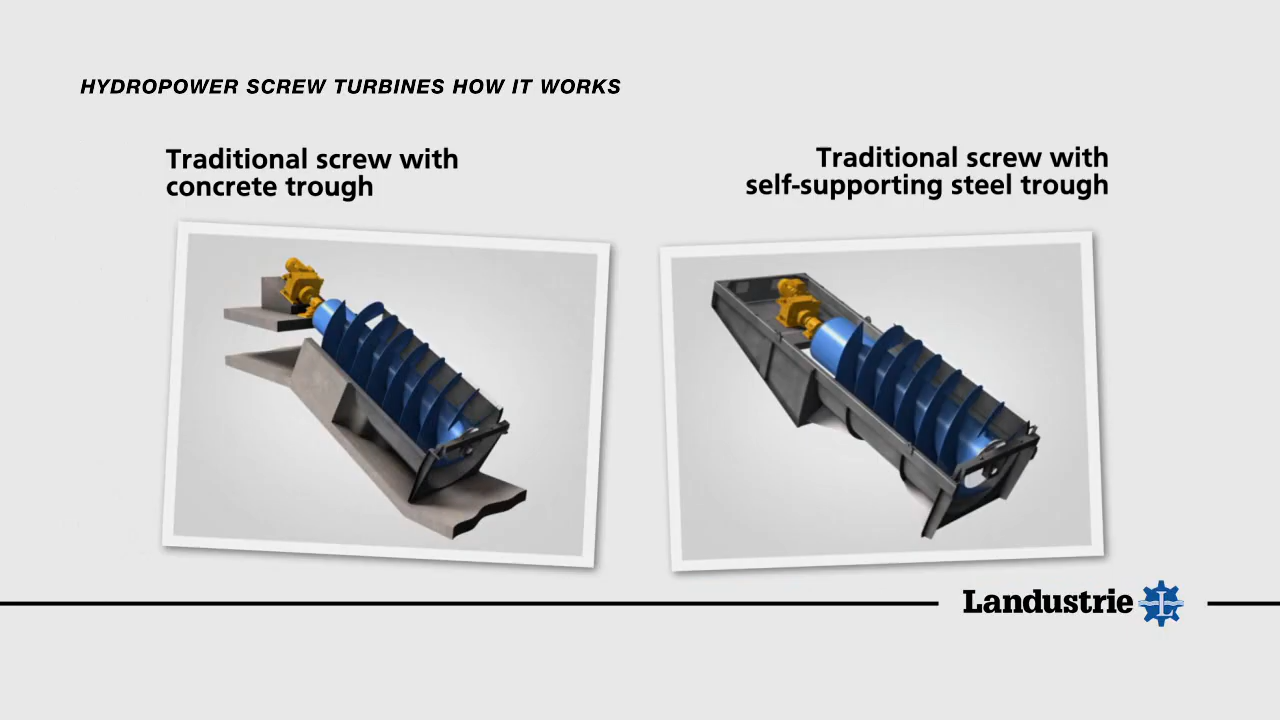 HYDROPOWER SCREW TURBINES HOW IT WORKS
Traditional screw with
concrete trough
Traditional screw with
self-supporting steel trough
Landustrie L